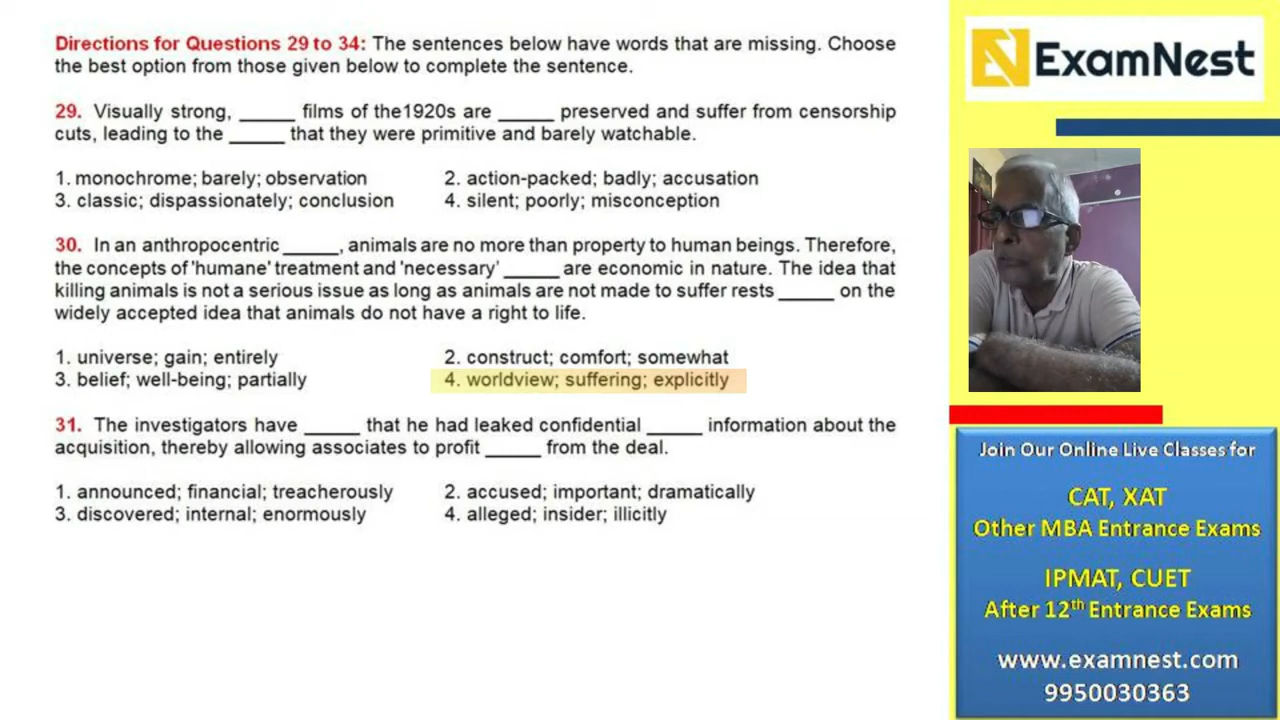 Directions for Questions 29 to 34: The sentences below have words that are missing. Choose
the best option from those given below to complete the sentence.
29. Visually strong, _____ films of the1920s are _____ preserved and suffer from censorship
cuts, leading to the _____ that they were primitive and barely watchable.
1. monochrome; barely; observation 2. action-packed; badly; accusation
3. classic; dispassionately; conclusion 4. silent; poorly; misconception
30. In an anthropocentric _____, animals are no more than property to human beings. Therefore,
the concepts of 'humane' treatment and 'necessary' _____ are economic in nature. The idea that
killing animals is not a serious issue as long as animals are not made to suffer rests _____ on the
widely accepted idea that animals do not have a right to life.
1. universe; gain; entirely 2. construct; comfort; somewhat
3. belief; well-being; partially 4. worldview; suffering; explicitly
31. The investigators have _____ that he had leaked confidential _____ information about the
acquisition, thereby allowing associates to profit _____ from the deal.
1. announced; financial; treacherously 2. accused; important; dramatically
3. discovered; internal; enormously 4. alleged; insider; illicitly
ExamNest
Join Our Online Live Classes for
CAT, XAT
Other MBA Entrance Exams
IPMAT, CUET
After 12th Entrance Exams
www.examnest.com
9950030363